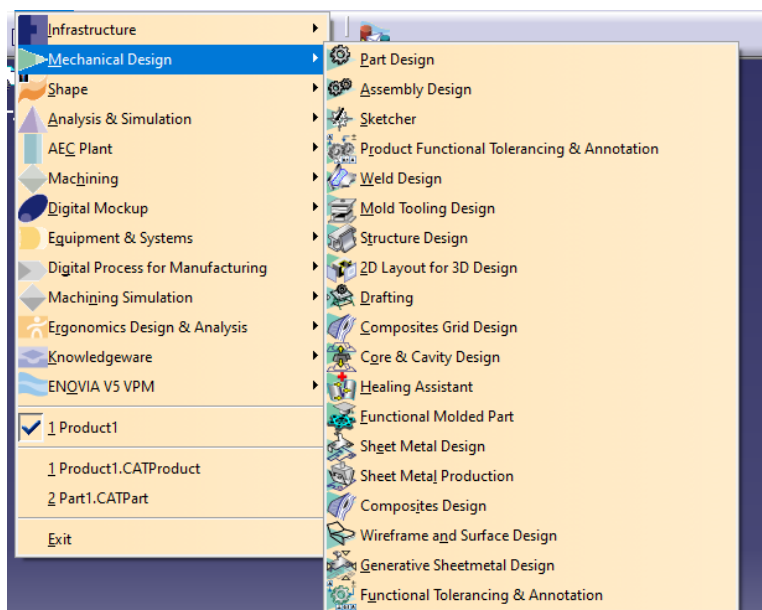 Infrastructure
Mechanical Design
Shape
Analysis & Simulation
AEC Plant
Machining
Digital Mockup
Equipment & Systems
Digital Process for Manufacturing
Machining Simulation
Ergonomics Design & Analysis
Knowledgeware
ENOVIA V5 VPM
1 Product1
1 Product1.CATProduct
2 Part1.CATPart
Exit
Part Design
Assembly Design
Sketcher
Product Functional Tolerancing & Annotation
Weld Design
Mold Tooling Design
Structure Design
2D Layout for 3D Design
Drafting
Composites Grid Design
Core & Cavity Design
Healing Assistant
Functional Molded Part
Sheet Metal Design
Sheet Metal Production
Composites Design
Wireframe and Surface Design
Generative Sheetmetal Design
Functional Tolerancing & Annotation